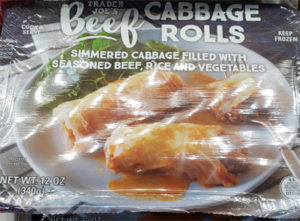 TRADER JOE'S
Beef CABBAGE
ROLLS
COOK & SERVE
KEEP
FROZEN
SIMMERED CABBAGE FILLED WITH
SEASONED BEEF, RICE AND VEGETABLES
NET WT. 12 OZ
(340g)